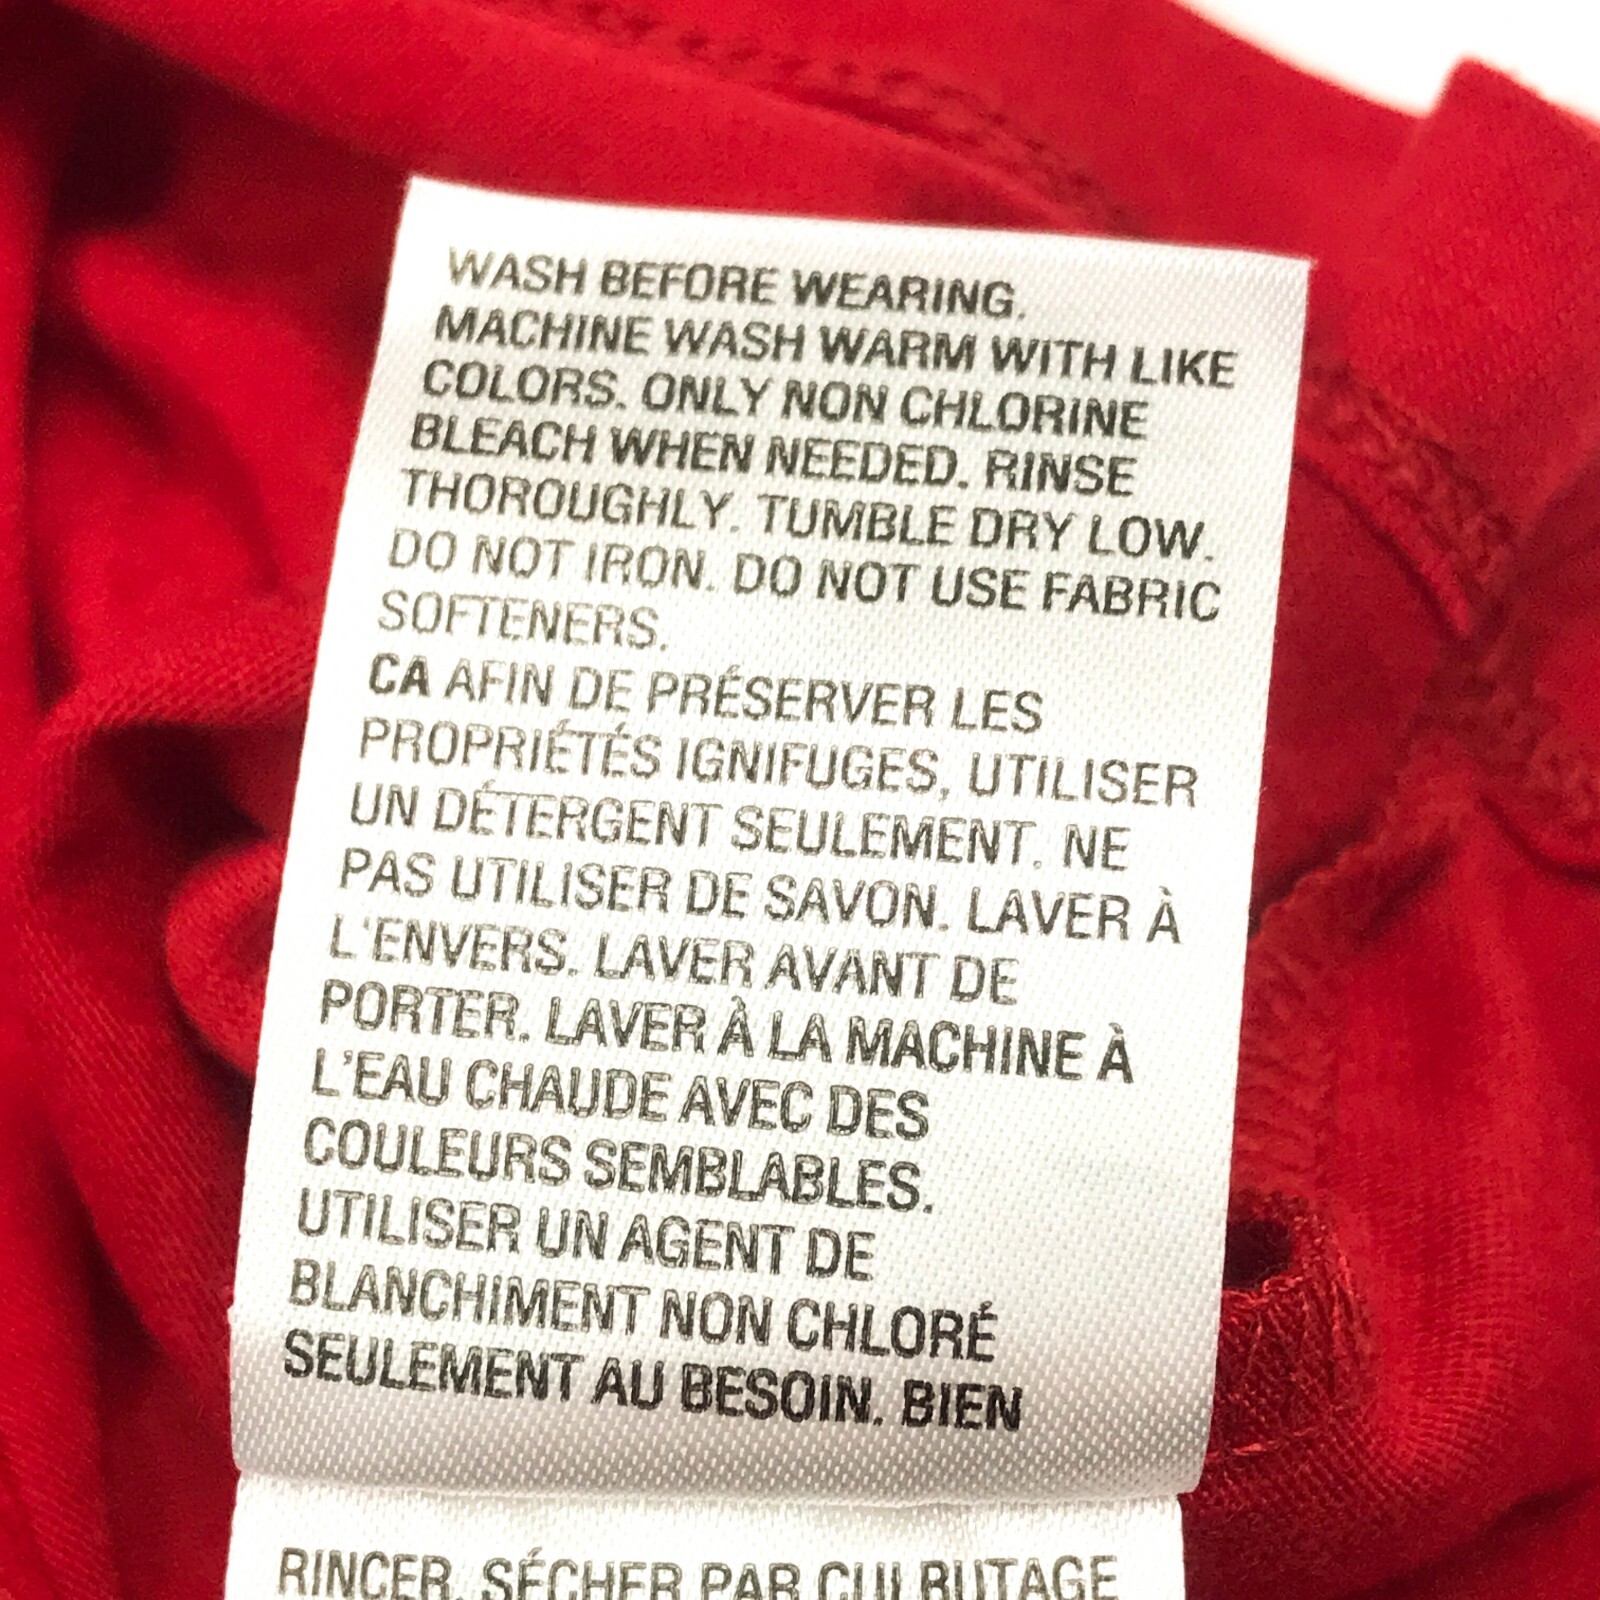 WASH BEFORE WEARING.
MACHINE WASH WARM WITH LIKE
COLORS. ONLY NON CHLORINE
BLEACH WHEN NEEDED. RINSE
THOROUGHLY. TUMBLE DRY LOW.
DO NOT IRON. DO NOT USE FABRIC
SOFTENERS.
CA AFIN DE PRÉSERVER LES
PROPRIÉTÉS IGNIFUGES, UTILISER
UN DÉTERGENT SEULEMENT. NE
PAS UTILISER DE SAVON. LAVER À
L'ENVERS. LAVER AVANT DE
PORTER. LAVER À LA MACHINE À
L'EAU CHAUDE AVEC DES
COULEURS SEMBLABLES.
UTILISER UN AGENT DE
BLANCHIMENT NON CHLORÉ
SEULEMENT AU BESOIN. BIEN
RINCER. SÉCHER PAR CULBUTAGE